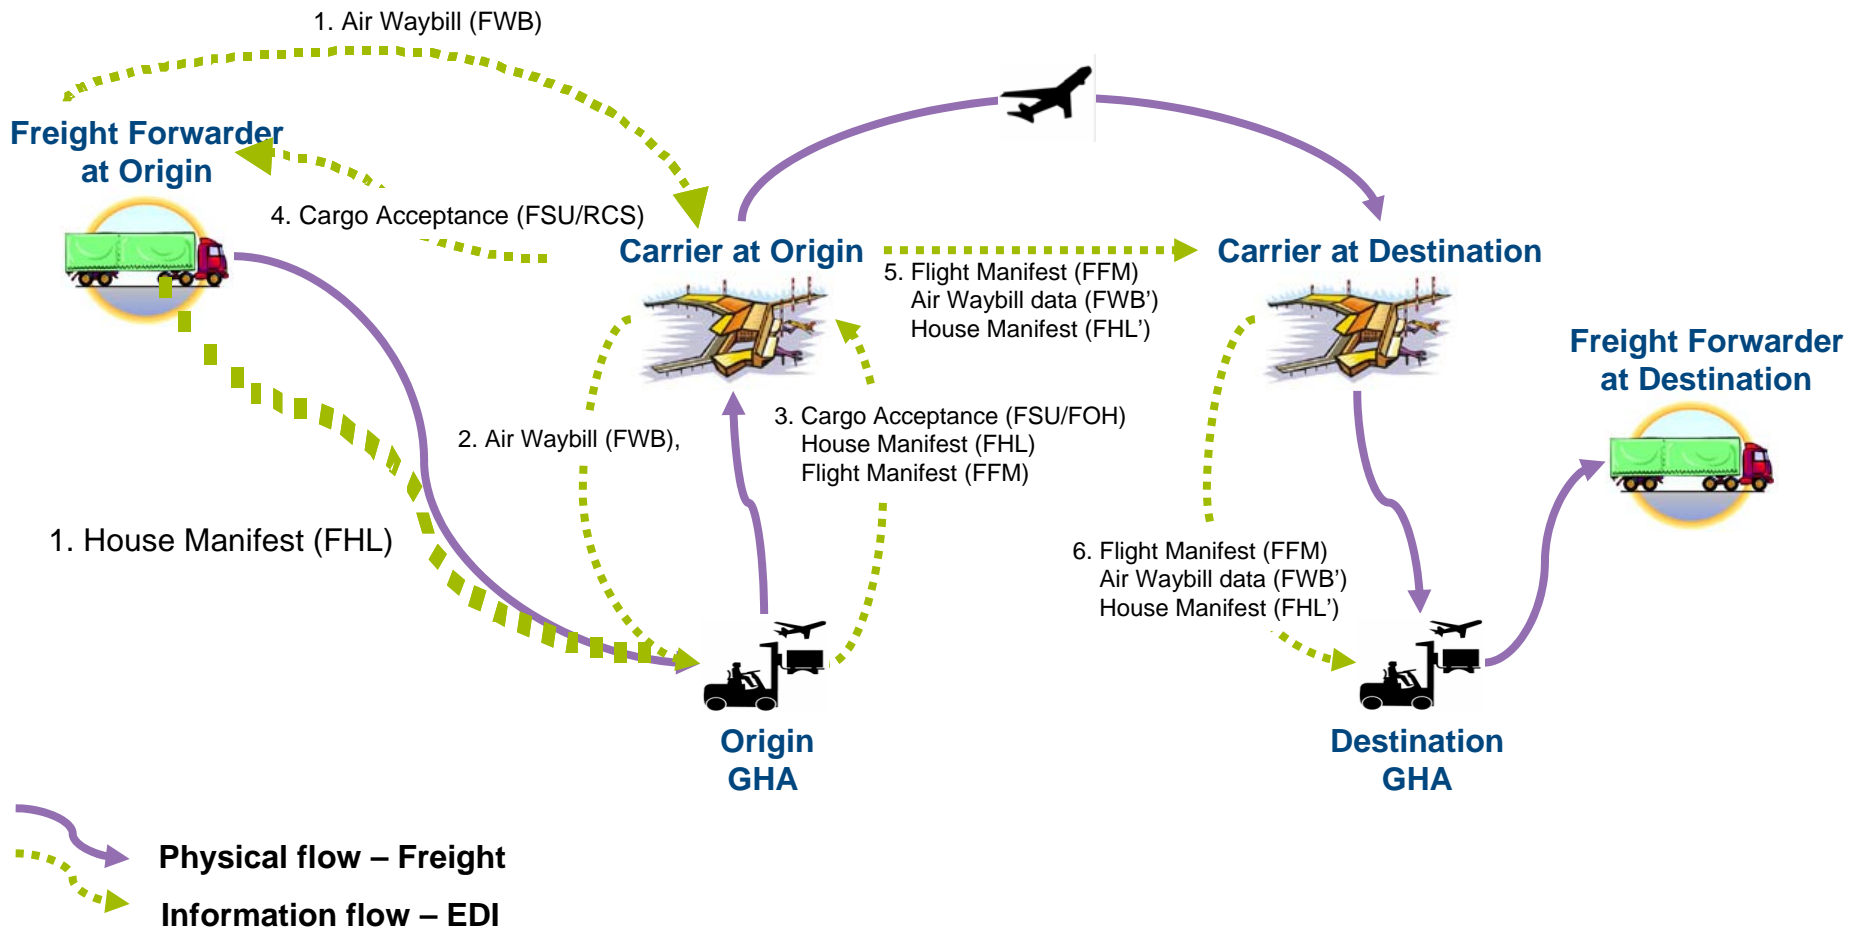 1. Air Waybill (FWB)
Freight Forwarder
at Origin
4. Cargo Acceptance (FSU/RCS)
Carrier at Origin
Carrier at Destination
5. Flight Manifest (FFM)
Air Waybill data (FWB’)
House Manifest (FHL’)
Freight Forwarder
at Destination
2. Air Waybill (FWB),
3. Cargo Acceptance (FSU/FOH)
House Manifest (FHL)
Flight Manifest (FFM)
1. House Manifest (FHL)
6. Flight Manifest (FFM)
Air Waybill data (FWB’)
House Manifest (FHL’)
Origin
GHA
Destination
GHA
Physical flow – Freight
Information flow – EDI